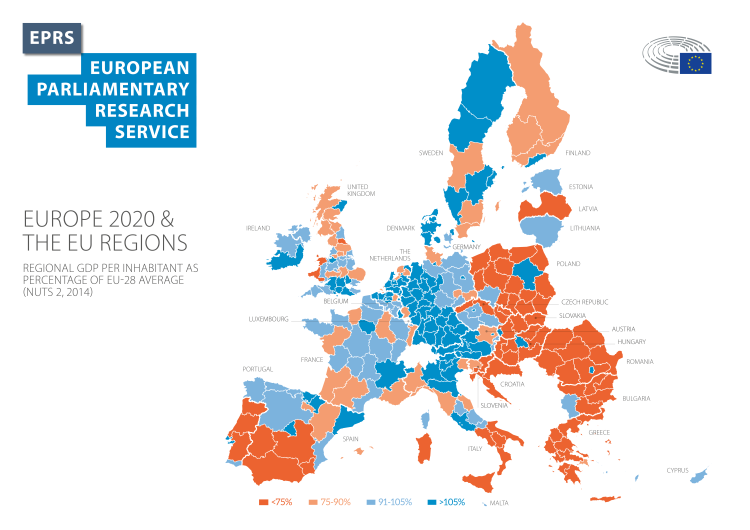 EPRS
EUROPEAN
PARLIAMENTARY
RESEARCH
SERVICE
EUROPE 2020 &
THE EU REGIONS
REGIONAL GDP PER INHABITANT AS
PERCENTAGE OF EU-28 AVERAGE
(NUTS 2, 2014)
SWEDEN
FINLAND
ESTONIA
LATVIA
LITHUANIA
UNITED
KINGDOM
IRELAND
DENMARK
GERMANY
THE
NETHERLANDS
POLAND
BELGIUM
CZECH REPUBLIC
SLOVAKIA
LUXEMBOURG
AUSTRIA
HUNGARY
FRANCE
ROMANIA
PORTUGAL
CROATIA
BULGARIA
SLOVENIA
GREECE
SPAIN
ITALY
CYPRUS
<75%
75-90%
91-105%
>105%
MALTA